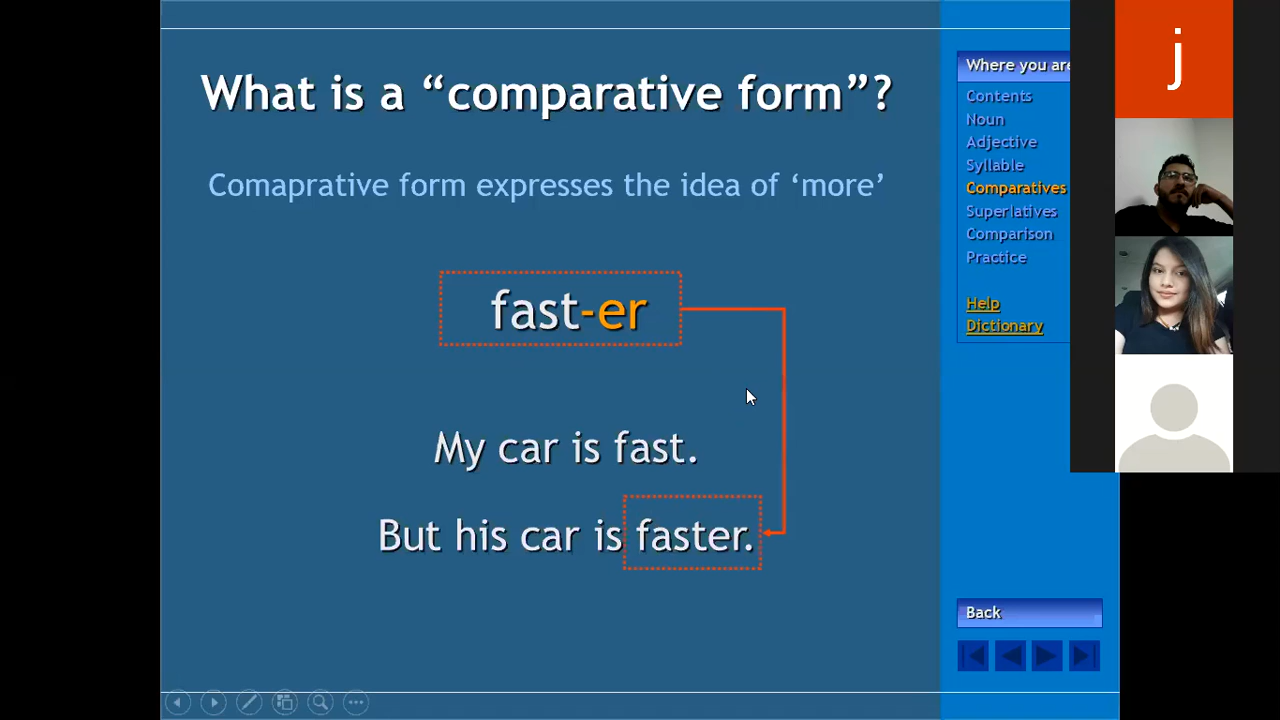 What is a “comparative form”?
Comaprative form expresses the idea of ‘more’
fast-er
My car is fast.
But his car is faster.
Where you are
Contents
Noun
Adjective
Syllable
Comparatives
Superlatives
Comparison
Practice
Help
Dictionary
Back
j